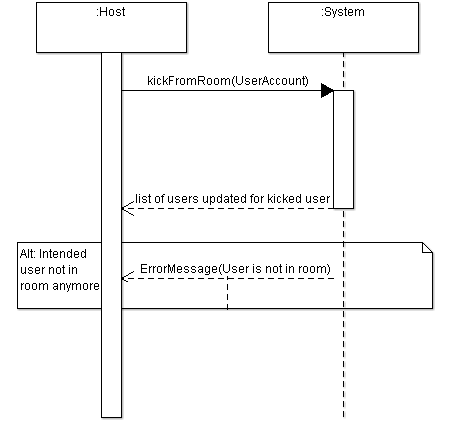 :Host
:System
kickFromRoom(UserAccount)
list of users updated for kicked user
Alt: Intended
user not in
room anymore
ErrorMessage(User is not in room)